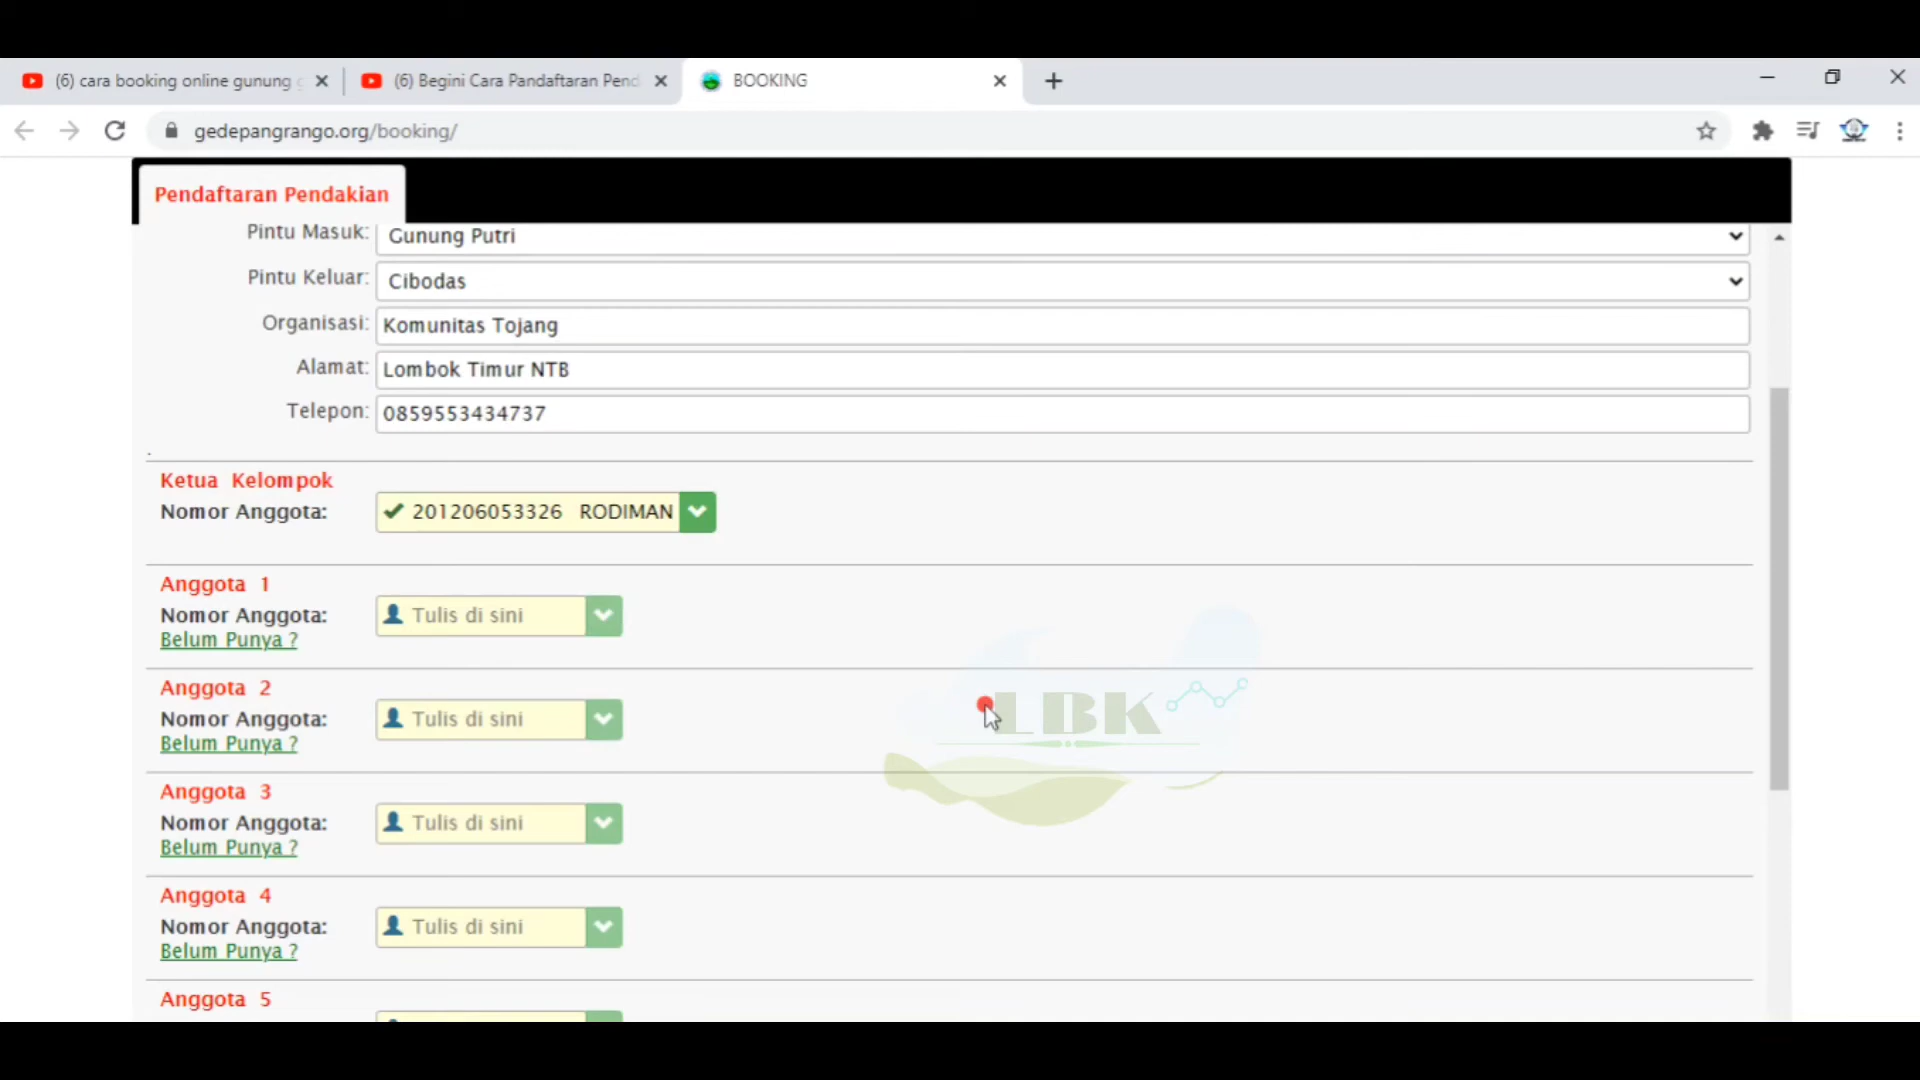 (6) cara booking online gunung
(6) Begini Cara Pandaftaran Pend
BOOKING
gedepangrango.org/booking/
Pendaftaran Pendakian
Pintu Masuk: Gunung Putri
Pintu Keluar: Cibodas
Organisasi: Komunitas Tojang
Alamat: Lombok Timur NTB
Telepon: 0859553434737
Ketua Kelompok
Nomor Anggota: 201206053326 RODIMAN
Anggota 1
Nomor Anggota: Tulis di sini
Belum Punya ?
LBK
Anggota 2
Nomor Anggota: Tulis di sini
Belum Punya ?
Anggota 3
Nomor Anggota: Tulis di sini
Belum Punya ?
Anggota 4
Nomor Anggota: Tulis di sini
Belum Punya ?
Anggota 5